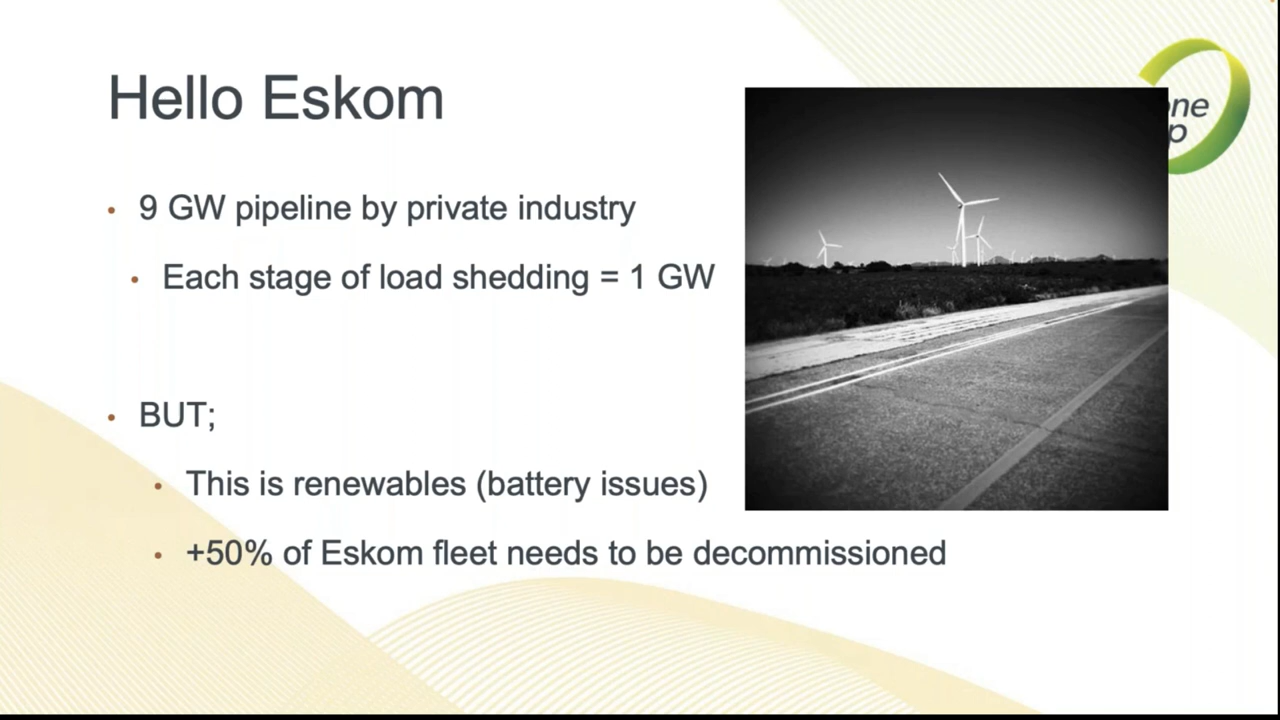 Hello Eskom
• 9 GW pipeline by private industry
• Each stage of load shedding = 1 GW
• BUT;
• This is renewables (battery issues)
• +50% of Eskom fleet needs to be decommissioned